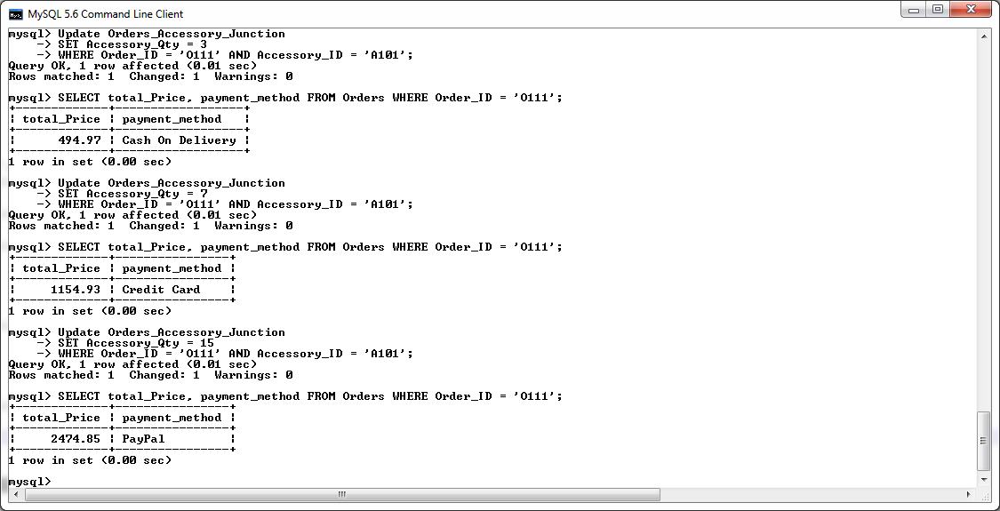 MySQL 5.6 Command Line Client
mysql> Update Orders_Accessory_Junction
    -> SET Accessory_Qty = 3
    -> WHERE Order_ID = 'O111' AND Accessory_ID = 'A101';
Query OK, 1 row affected (0.01 sec)
Rows matched: 1  Changed: 1  Warnings: 0
mysql> SELECT total_Price, payment_method FROM Orders WHERE Order_ID = 'O111';
+-------------+------------------+
¦ total_Price ¦ payment_method   ¦
+-------------+------------------+
¦      494.97 ¦ Cash On Delivery ¦
+-------------+------------------+
1 row in set (0.00 sec)
mysql> Update Orders_Accessory_Junction
    -> SET Accessory_Qty = 7
    -> WHERE Order_ID = 'O111' AND Accessory_ID = 'A101';
Query OK, 1 row affected (0.01 sec)
Rows matched: 1  Changed: 1  Warnings: 0
mysql> SELECT total_Price, payment_method FROM Orders WHERE Order_ID = 'O111';
+-------------+----------------+
¦ total_Price ¦ payment_method ¦
+-------------+----------------+
¦     1154.93 ¦ Credit Card    ¦
+-------------+----------------+
1 row in set (0.00 sec)
mysql> Update Orders_Accessory_Junction
    -> SET Accessory_Qty = 15
    -> WHERE Order_ID = 'O111' AND Accessory_ID = 'A101';
Query OK, 1 row affected (0.01 sec)
Rows matched: 1  Changed: 1  Warnings: 0
mysql> SELECT total_Price, payment_method FROM Orders WHERE Order_ID = 'O111';
+-------------+----------------+
¦ total_Price ¦ payment_method ¦
+-------------+----------------+
¦     2474.85 ¦ PayPal         ¦
+-------------+----------------+
1 row in set (0.00 sec)
mysql>